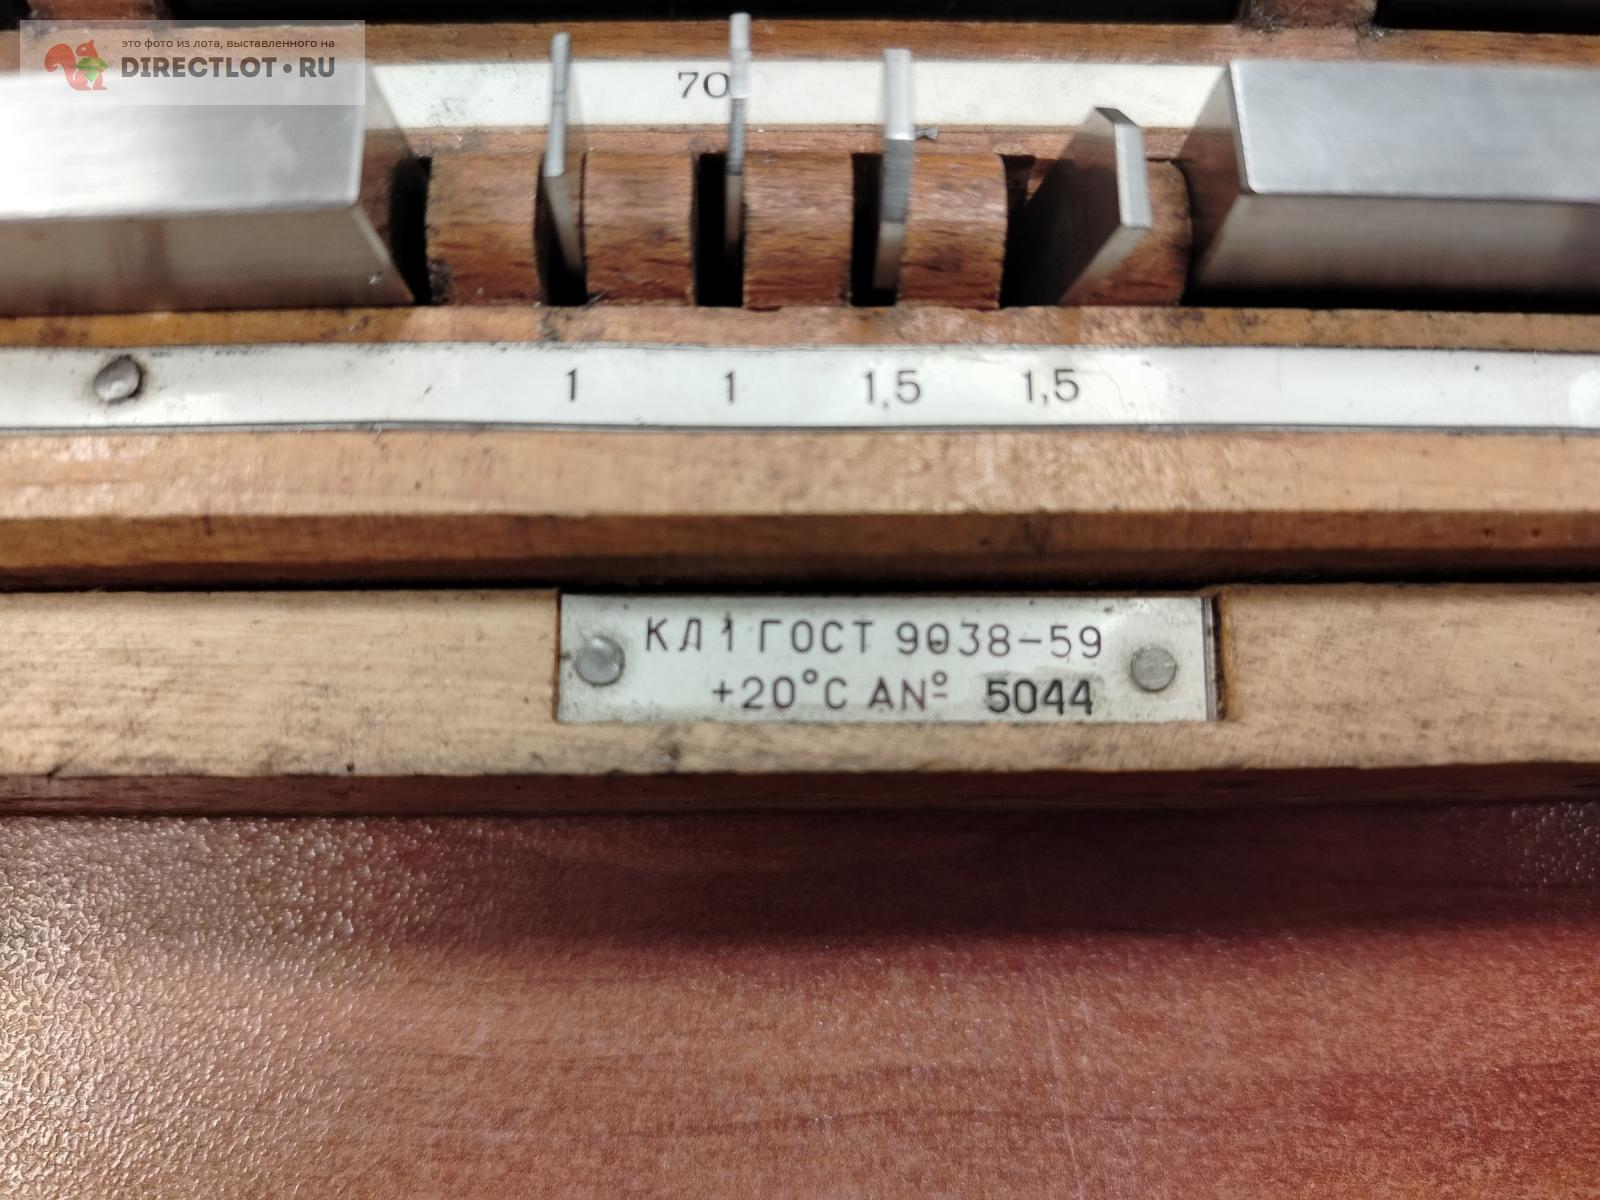 это фото из лота, выставленного на
DIRECTLOT•RU
70
1 1 1,5 1,5
КЛ 1 ГОСТ 9038-59
+20°C АNº 5044